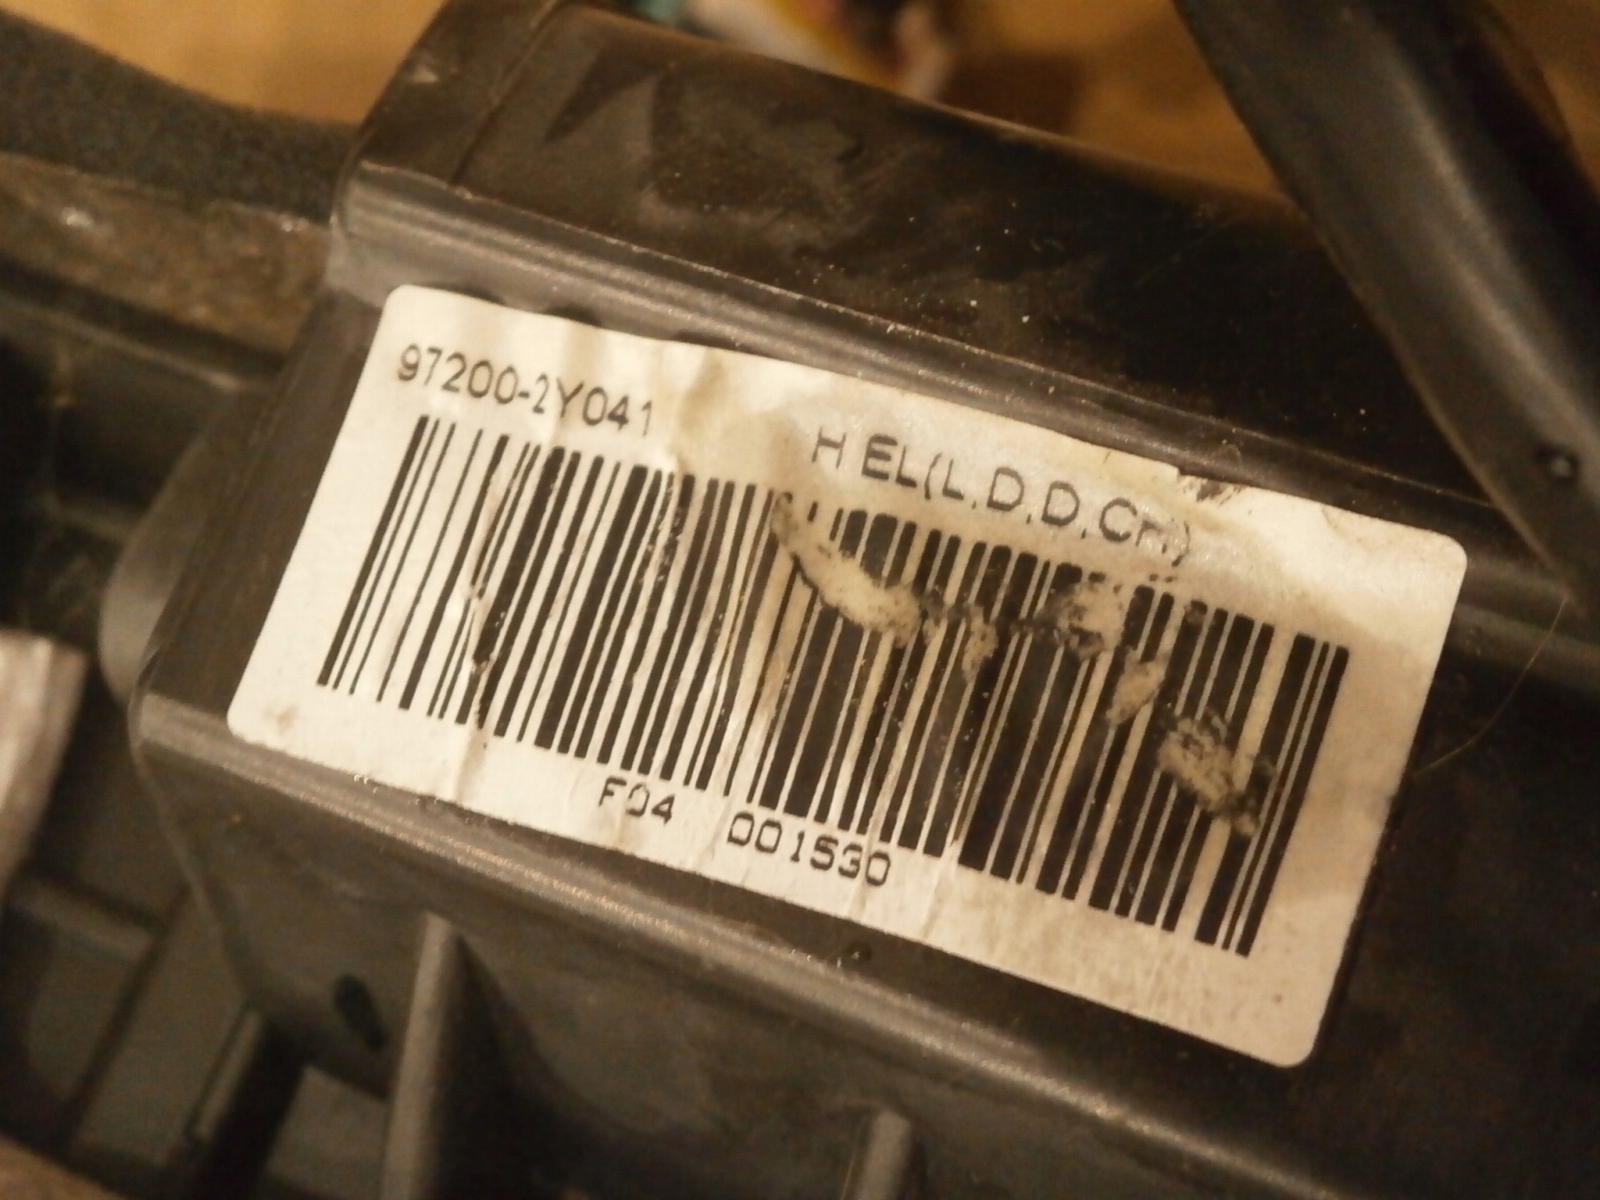 97200-2Y041
H EL(L.D,D,CH)
F04 001530